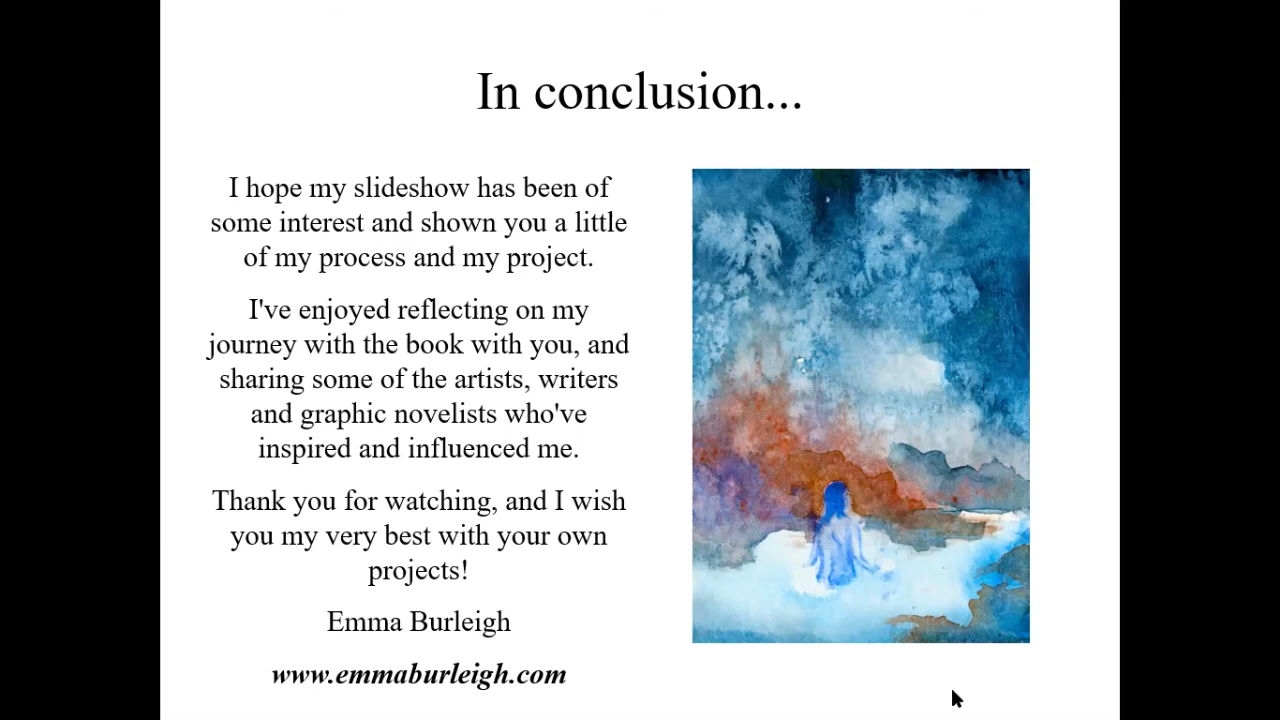 In conclusion...
I hope my slideshow has been of
some interest and shown you a little
of my process and my project.
I've enjoyed reflecting on my
journey with the book with you, and
sharing some of the artists, writers
and graphic novelists who've
inspired and influenced me.
Thank you for watching, and I wish
you my very best with your own
projects!
Emma Burleigh
www.emmaburleigh.com